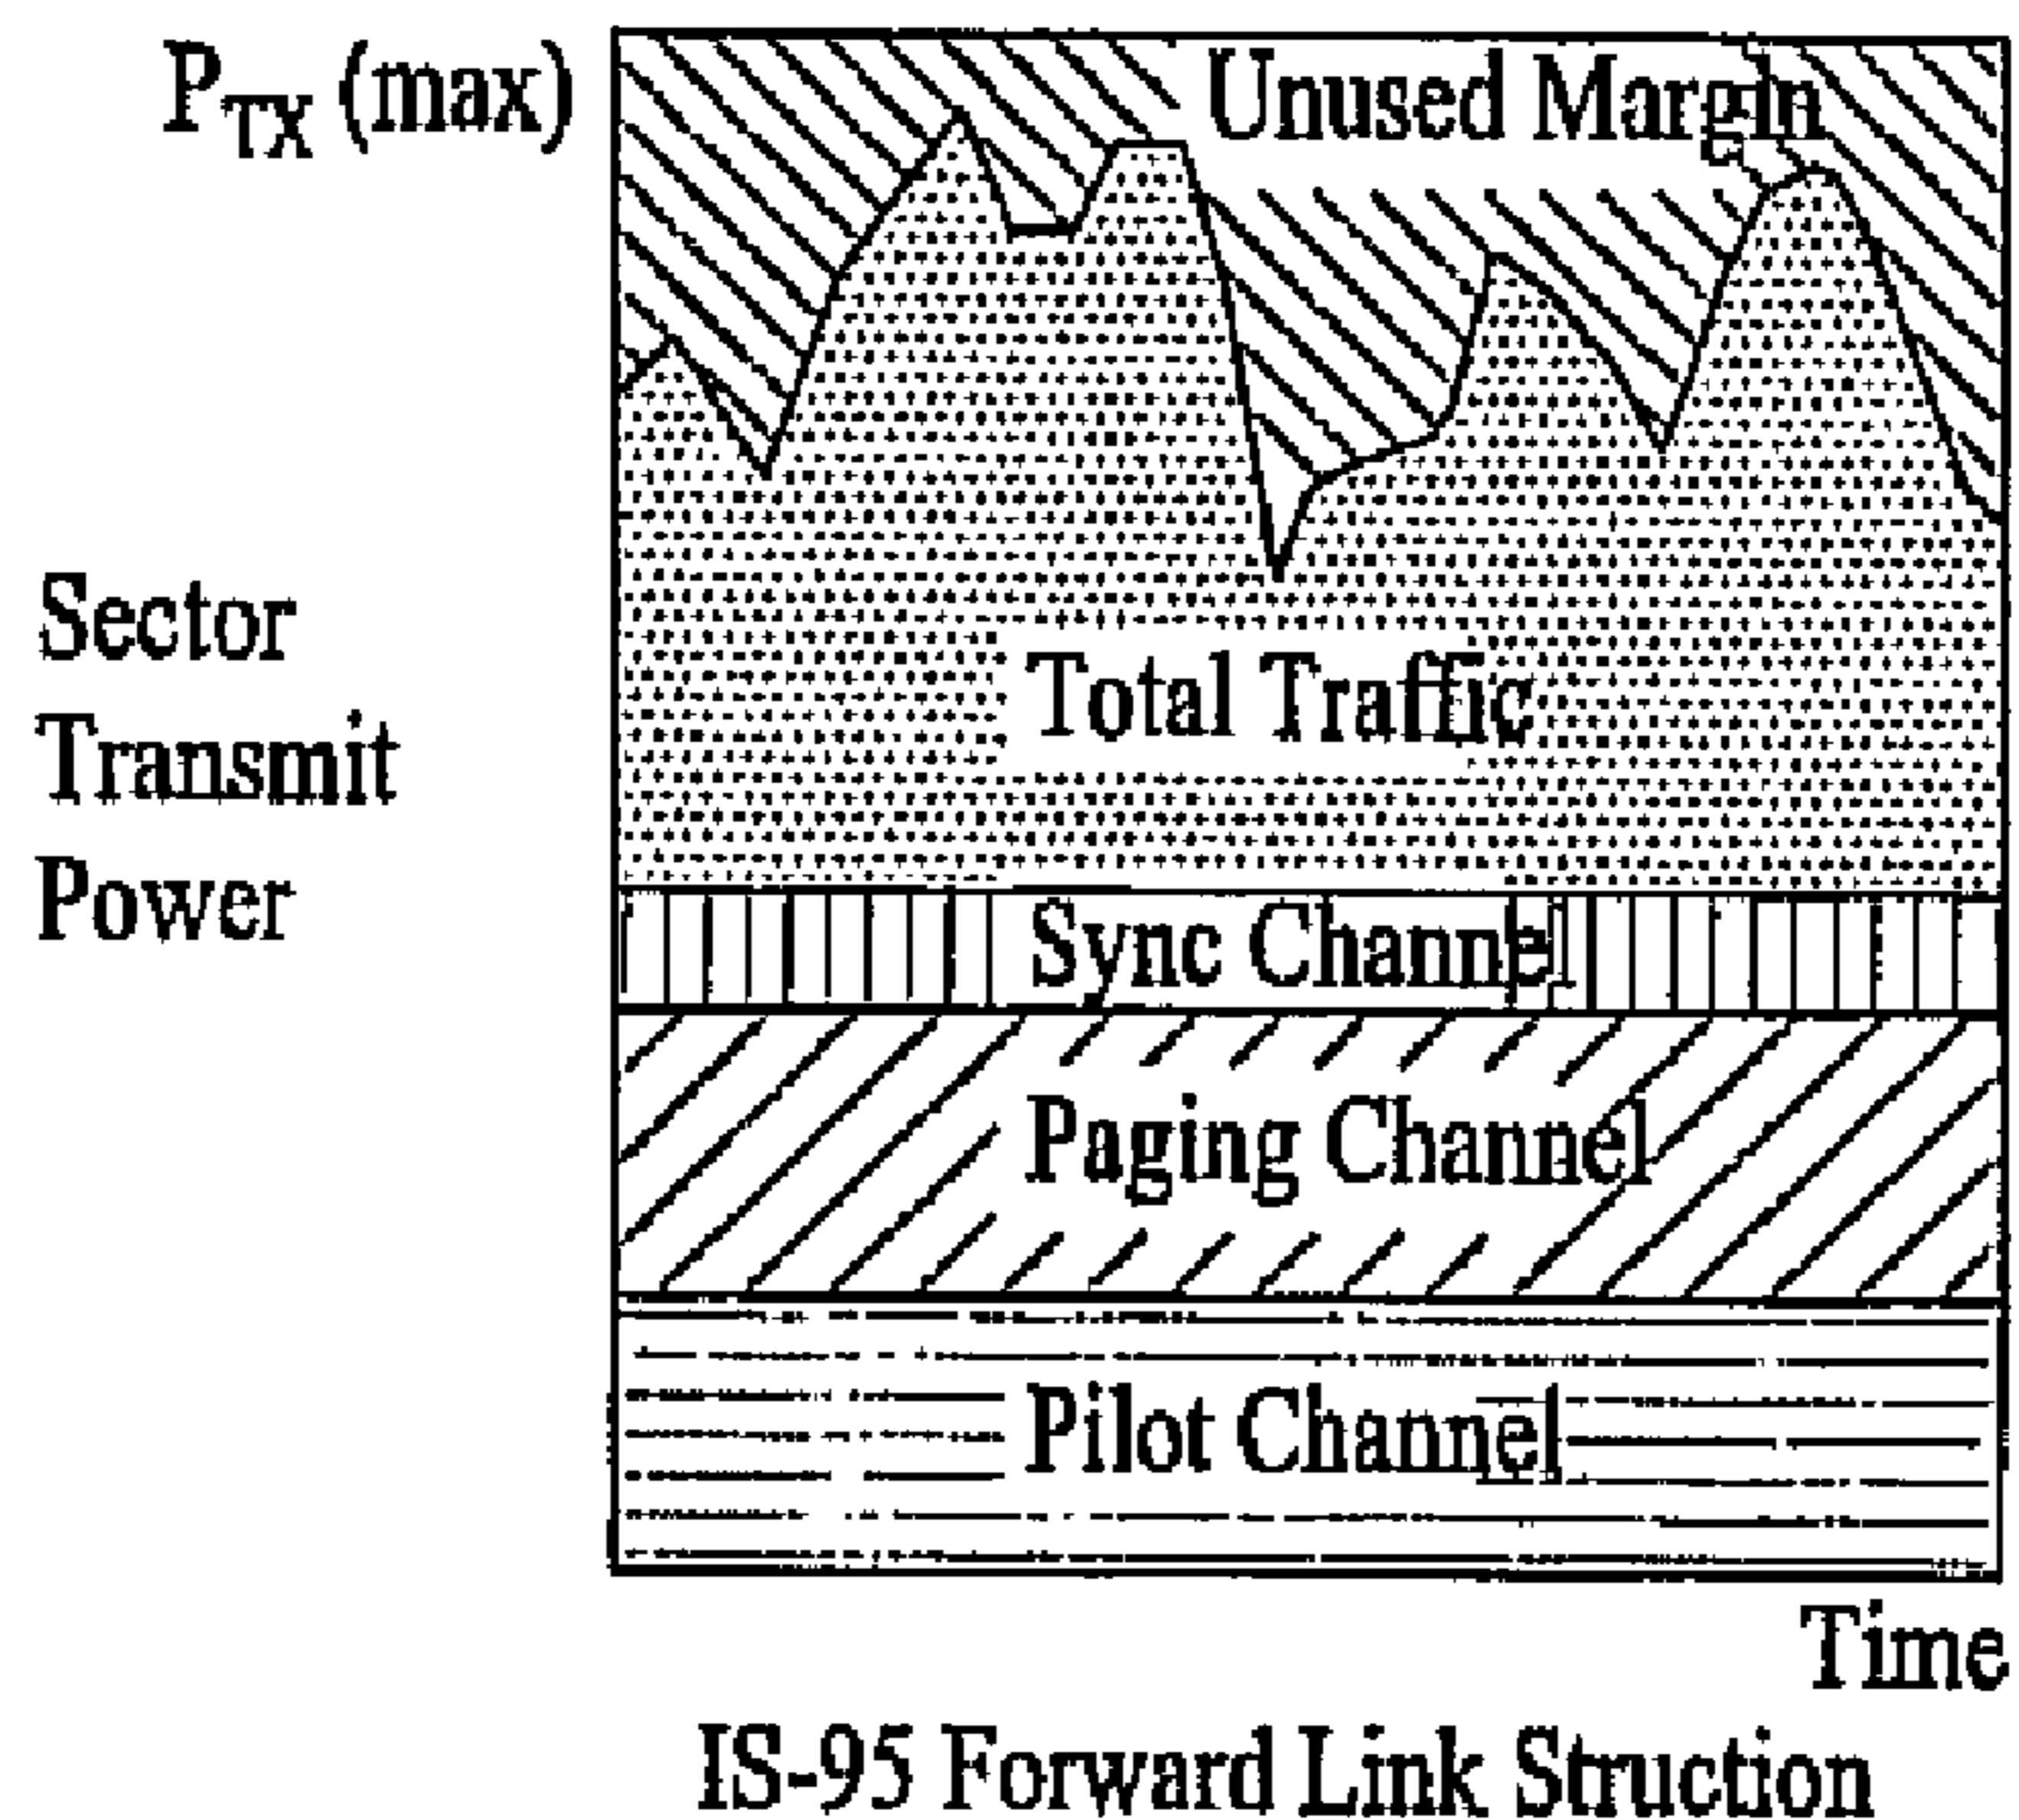 P_TX (max)
Unused Margin
Sector
Transmit
Power
Total Traffic
Sync Channel
Paging Channel
Pilot Channel
Time
IS-95 Forward Link Struction